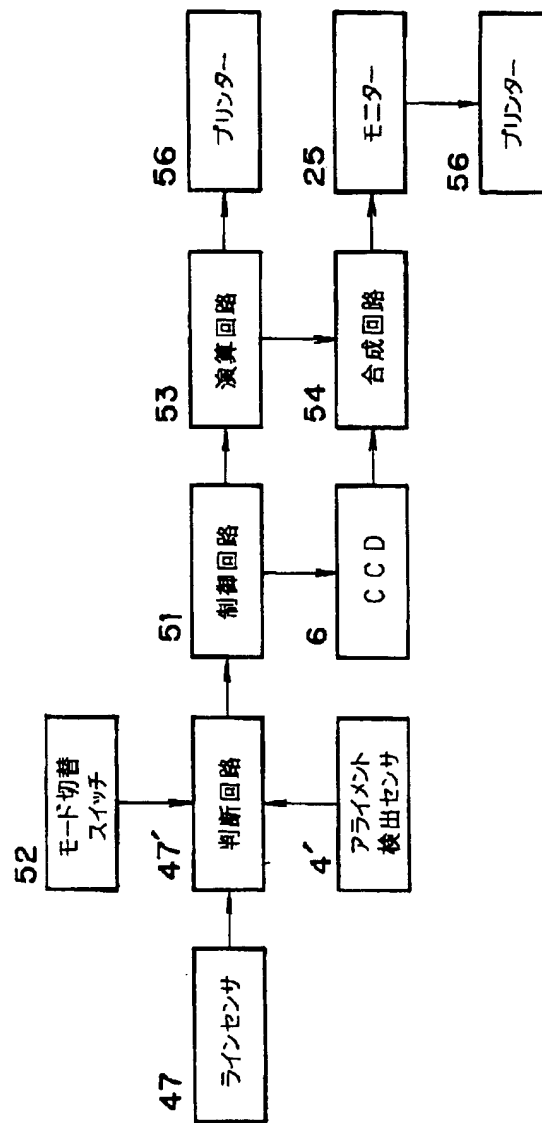 52
モード切替
スイッチ
47
ラインセンサ
47′
判断回路
4′
アライメント
検出センサ
51
制御回路
6
CCD
53
演算回路
54
合成回路
56
プリンター
25
モニター
56
プリンター